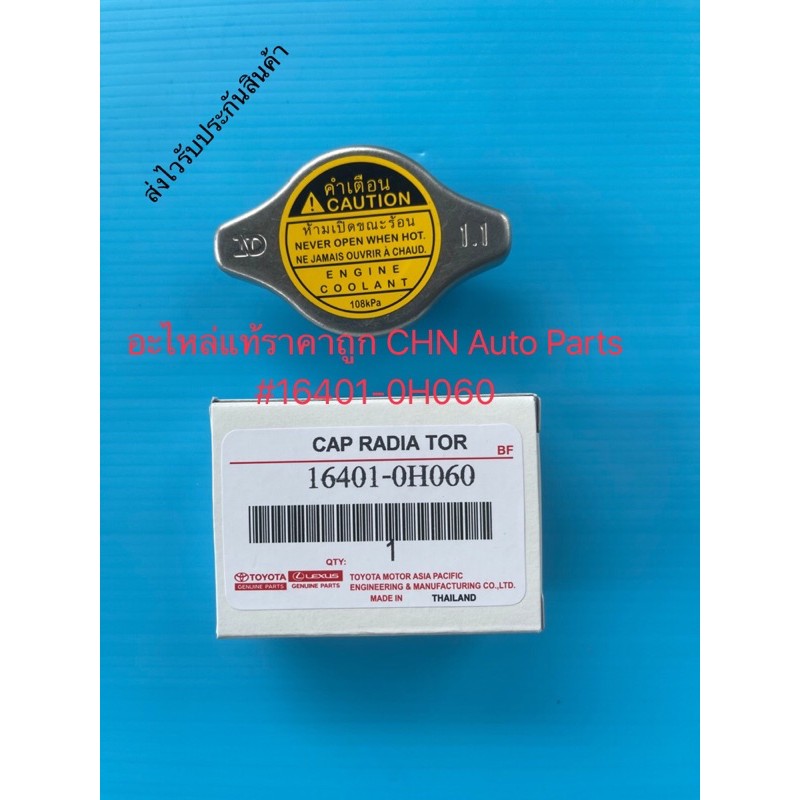 ส่งไวรับประกันสินค้า
คำเตือน
CAUTION
ห้ามเปิดขณะร้อน
NEVER OPEN WHEN HOT.
NE JAMAIS OUVRIR À CHAUD.
ENGINE
COOLANT
108kPa
ND 1.1
อะไหล่แท้ราคาถูก CHN Auto Parts
#16401-0H060
CAP RADIA TOR
BF
16401-0H060
QTY: 1
TOYOTA
GENUINE PARTS
LEXUS
GENUINE PARTS
TOYOTA MOTOR ASIA PACIFIC
ENGINEERING & MANUFACTURING CO.,LTD.
MADE IN THAILAND